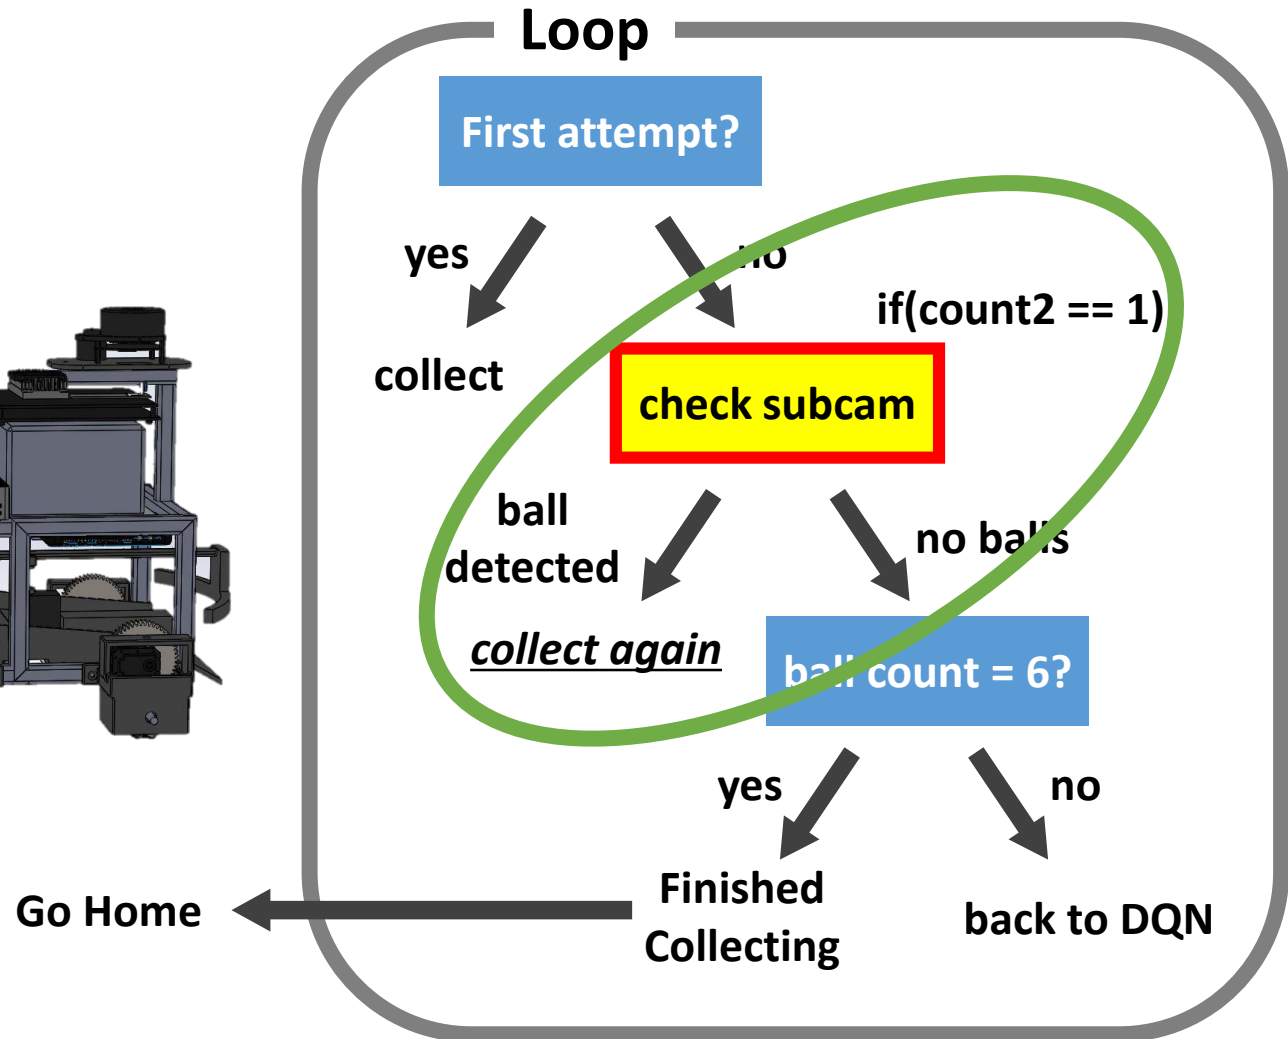 Loop
First attempt?
yes
no
if(count2 == 1)
collect
check subcam
ball
detected
no balls
collect again
ball count = 6?
yes
no
Finished
Collecting
Go Home
back to DQN